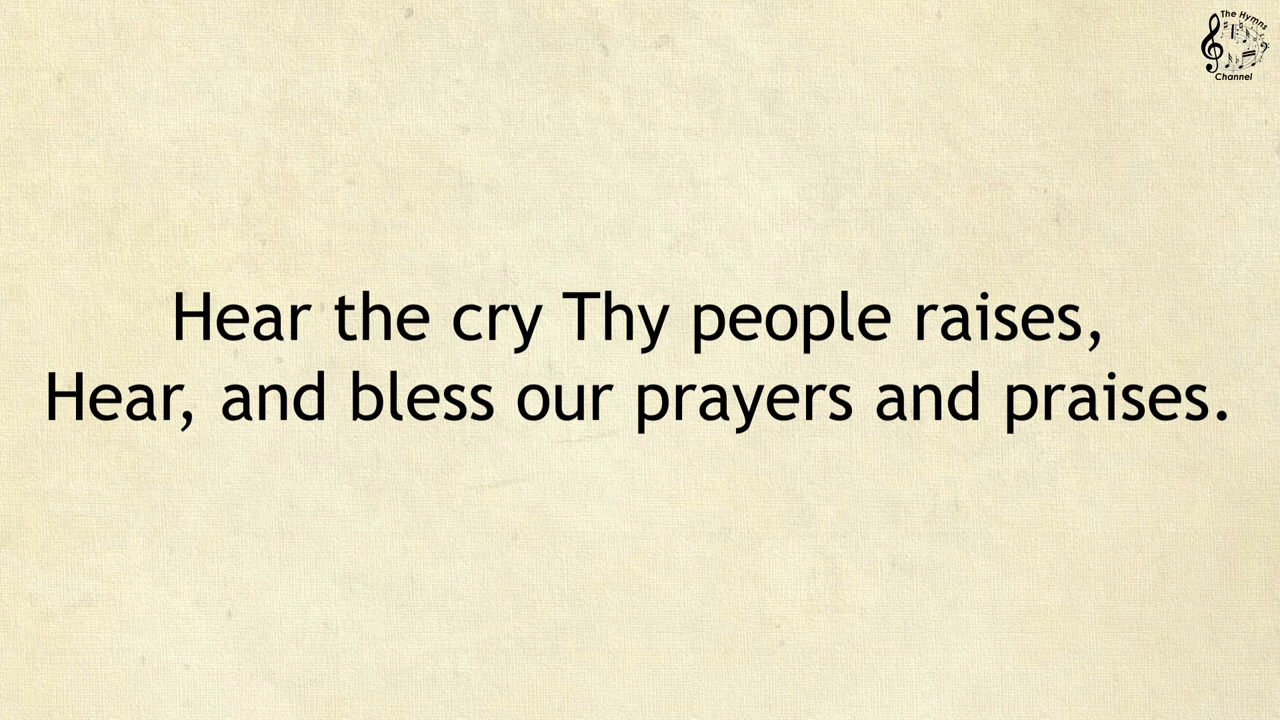 The Hymns
Channel
Hear the cry Thy people raises,
Hear, and bless our prayers and praises.